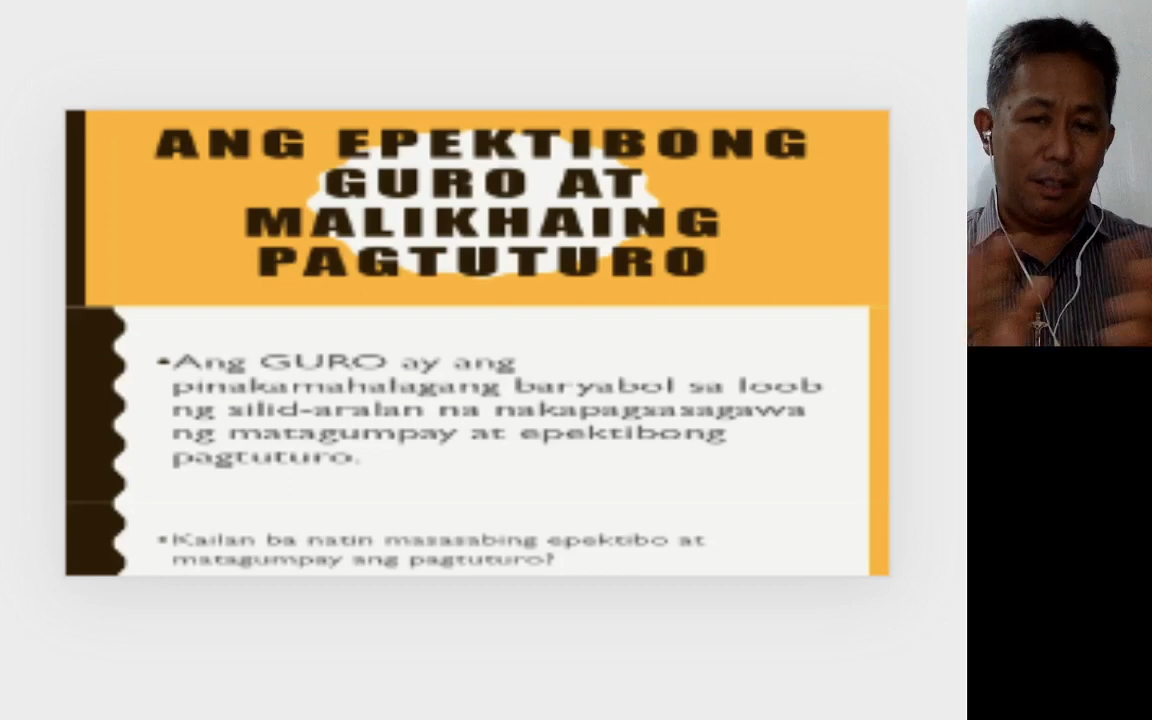 ANG EPEKTIBONG
GURO AT
MALIKHAING
PAGTUTURO
•Ang GURO ay ang
pinakamahalagang baryabol sa loob
ng silid-aralan na nakapagsasagawa
ng matagumpay at epektibong
pagtuturo.
•Kailan ba natin masasabing epektibo at
matagumpay ang pagtuturo?